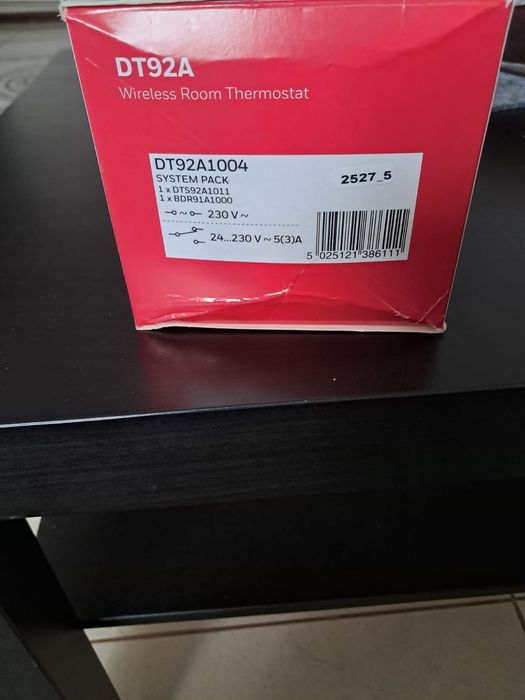 DT92A
Wireless Room Thermostat
DT92A1004
SYSTEM PACK
1 x DTS92A1011
1 x BDR91A1000
2527_5
230 V ~
24...230 V ~ 5(3)A
5 025121 386111